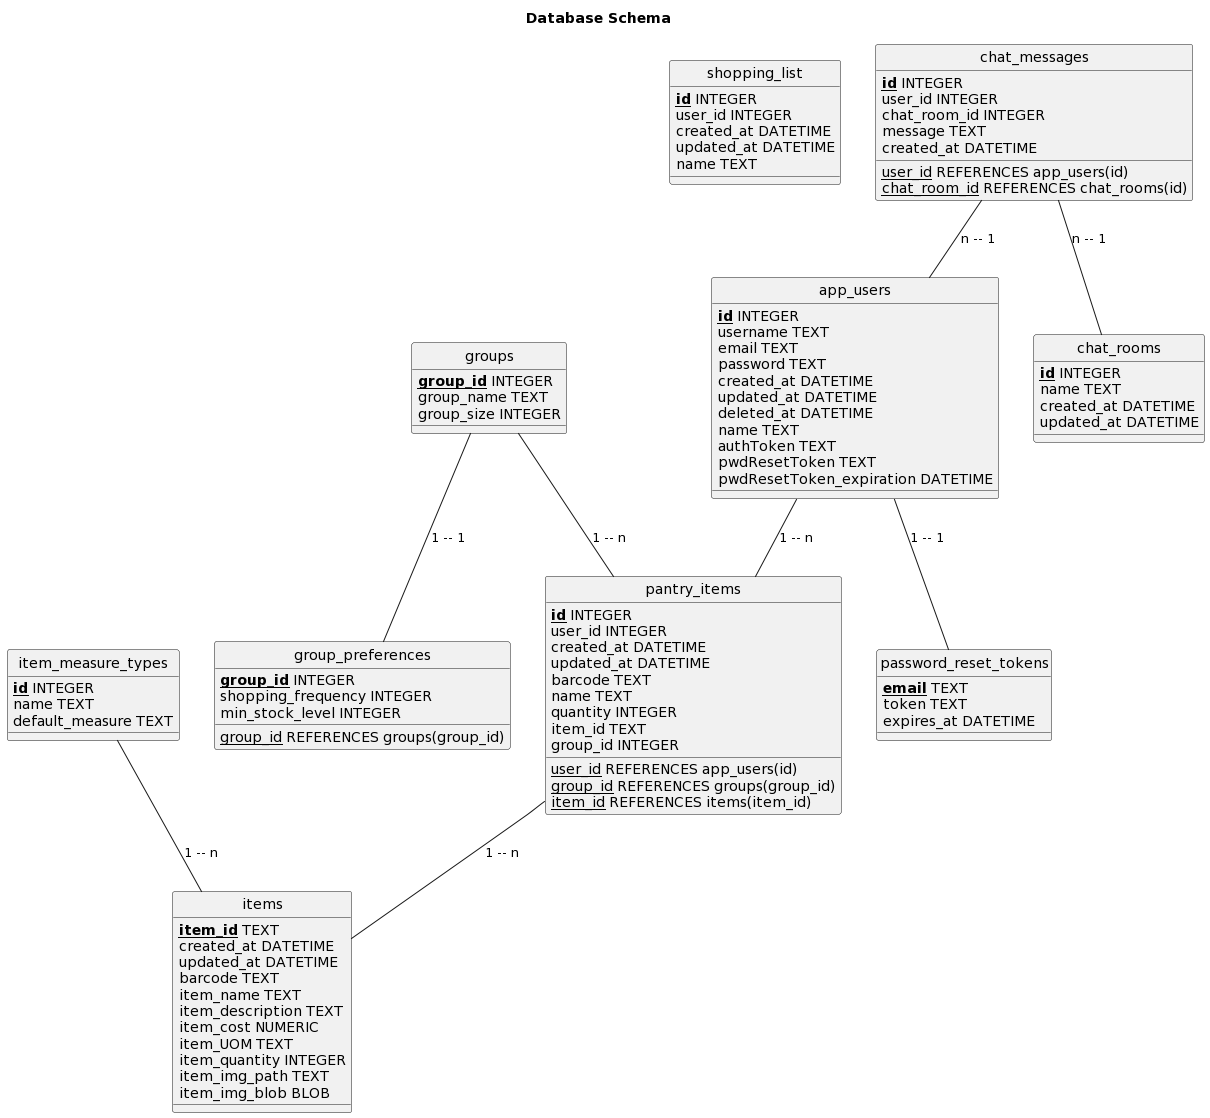 Database Schema
shopping_list
id INTEGER
user_id INTEGER
created_at DATETIME
updated_at DATETIME
name TEXT
chat_messages
id INTEGER
user_id INTEGER
chat_room_id INTEGER
message TEXT
created_at DATETIME
user_id REFERENCES app_users(id)
chat_room_id REFERENCES chat_rooms(id)
n -- 1
n -- 1
app_users
id INTEGER
username TEXT
email TEXT
password TEXT
created_at DATETIME
updated_at DATETIME
deleted_at DATETIME
name TEXT
authToken TEXT
pwdResetToken TEXT
pwdResetToken_expiration DATETIME
chat_rooms
id INTEGER
name TEXT
created_at DATETIME
updated_at DATETIME
groups
group_id INTEGER
group_name TEXT
group_size INTEGER
1 -- 1
1 -- n
1 -- n
1 -- 1
pantry_items
id INTEGER
user_id INTEGER
created_at DATETIME
updated_at DATETIME
barcode TEXT
name TEXT
quantity INTEGER
item_id TEXT
group_id INTEGER
user_id REFERENCES app_users(id)
group_id REFERENCES groups(group_id)
item_id REFERENCES items(item_id)
group_preferences
group_id INTEGER
shopping_frequency INTEGER
min_stock_level INTEGER
group_id REFERENCES groups(group_id)
item_measure_types
id INTEGER
name TEXT
default_measure TEXT
password_reset_tokens
email TEXT
token TEXT
expires_at DATETIME
1 -- n
1 -- n
items
item_id TEXT
created_at DATETIME
updated_at DATETIME
barcode TEXT
item_name TEXT
item_description TEXT
item_cost NUMERIC
item_UOM TEXT
item_quantity INTEGER
item_img_path TEXT
item_img_blob BLOB